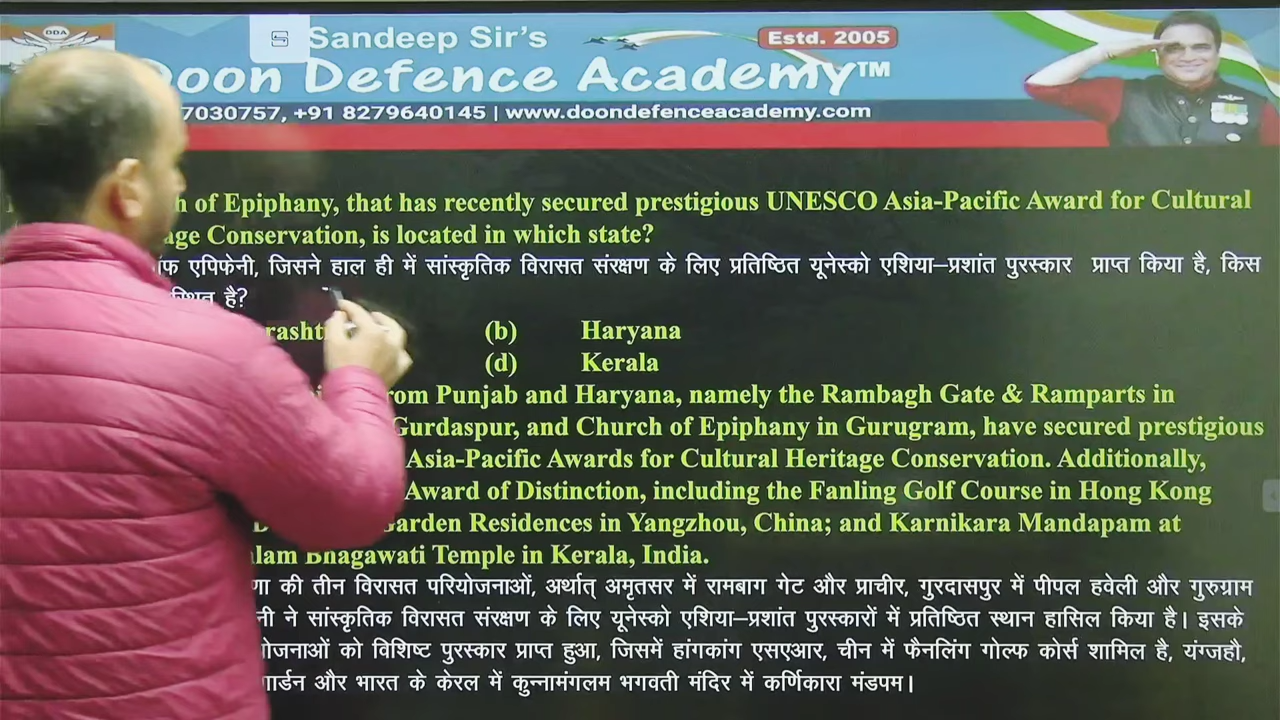 DDA
Sandeep Sir's
Estd. 2005
Doon Defence Academy™
7030757, +91 8279640145 | www.doondefenceacademy.com
of Epiphany, that has recently secured prestigious UNESCO Asia-Pacific Award for Cultural
Conservation, is located in which state?
एपिफेनी, जिसने हाल ही में सांस्कृतिक विरासत संरक्षण के लिए प्रतिष्ठित यूनेस्को एशिया–प्रशांत पुरस्कार प्राप्त किया है, किस
है?
(b) Haryana
(d) Kerala
from Punjab and Haryana, namely the Rambagh Gate & Ramparts in
Gurdaspur, and Church of Epiphany in Gurugram, have secured prestigious
Asia-Pacific Awards for Cultural Heritage Conservation. Additionally,
Award of Distinction, including the Fanling Golf Course in Hong Kong
Garden Residences in Yangzhou, China; and Karnikara Mandapam at
Bhagawati Temple in Kerala, India.
की तीन विरासत परियोजनाओं, अर्थात् अमृतसर में रामबाग गेट और प्राचीर, गुरदासपुर में पीपल हवेली और गुरुग्राम
ने सांस्कृतिक विरासत संरक्षण के लिए यूनेस्को एशिया–प्रशांत पुरस्कारों में प्रतिष्ठित स्थान हासिल किया है। इसके
को विशिष्ट पुरस्कार प्राप्त हुआ, जिसमें हांगकांग एसएआर, चीन में फैनलिंग गोल्फ कोर्स शामिल है, यंग्जहौ,
गार्डन और भारत के केरल में कुन्नामंगलम भगवती मंदिर में कर्णिकारा मंडपम।